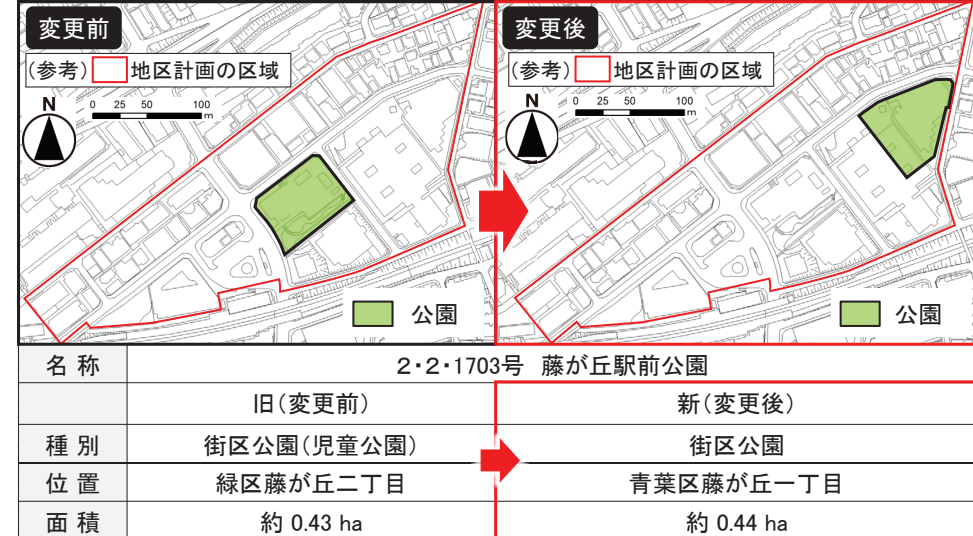 変更前
(参考) 地区計画の区域
N 0 25 50 100
m
公園
変更後
(参考) 地区計画の区域
N 0 25 50 100
m
公園
名称 2・2・1703号 藤が丘駅前公園
旧(変更前) 新(変更後)
種別 街区公園(児童公園) 街区公園
位置 緑区藤が丘二丁目 青葉区藤が丘一丁目
面積 約 0.43 ha 約 0.44 ha